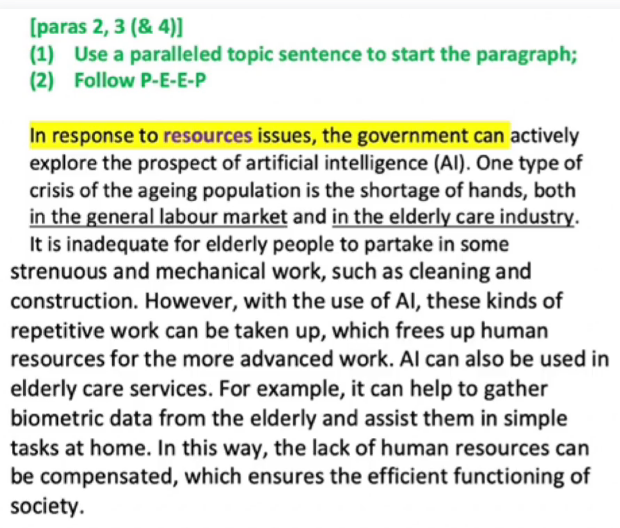 [paras 2, 3 (& 4)]
(1) Use a paralleled topic sentence to start the paragraph;
(2) Follow P-E-E-P
In response to resources issues, the government can actively
explore the prospect of artificial intelligence (AI). One type of
crisis of the ageing population is the shortage of hands, both
in the general labour market and in the elderly care industry.
It is inadequate for elderly people to partake in some
strenuous and mechanical work, such as cleaning and
construction. However, with the use of AI, these kinds of
repetitive work can be taken up, which frees up human
resources for the more advanced work. AI can also be used in
elderly care services. For example, it can help to gather
biometric data from the elderly and assist them in simple
tasks at home. In this way, the lack of human resources can
be compensated, which ensures the efficient functioning of
society.